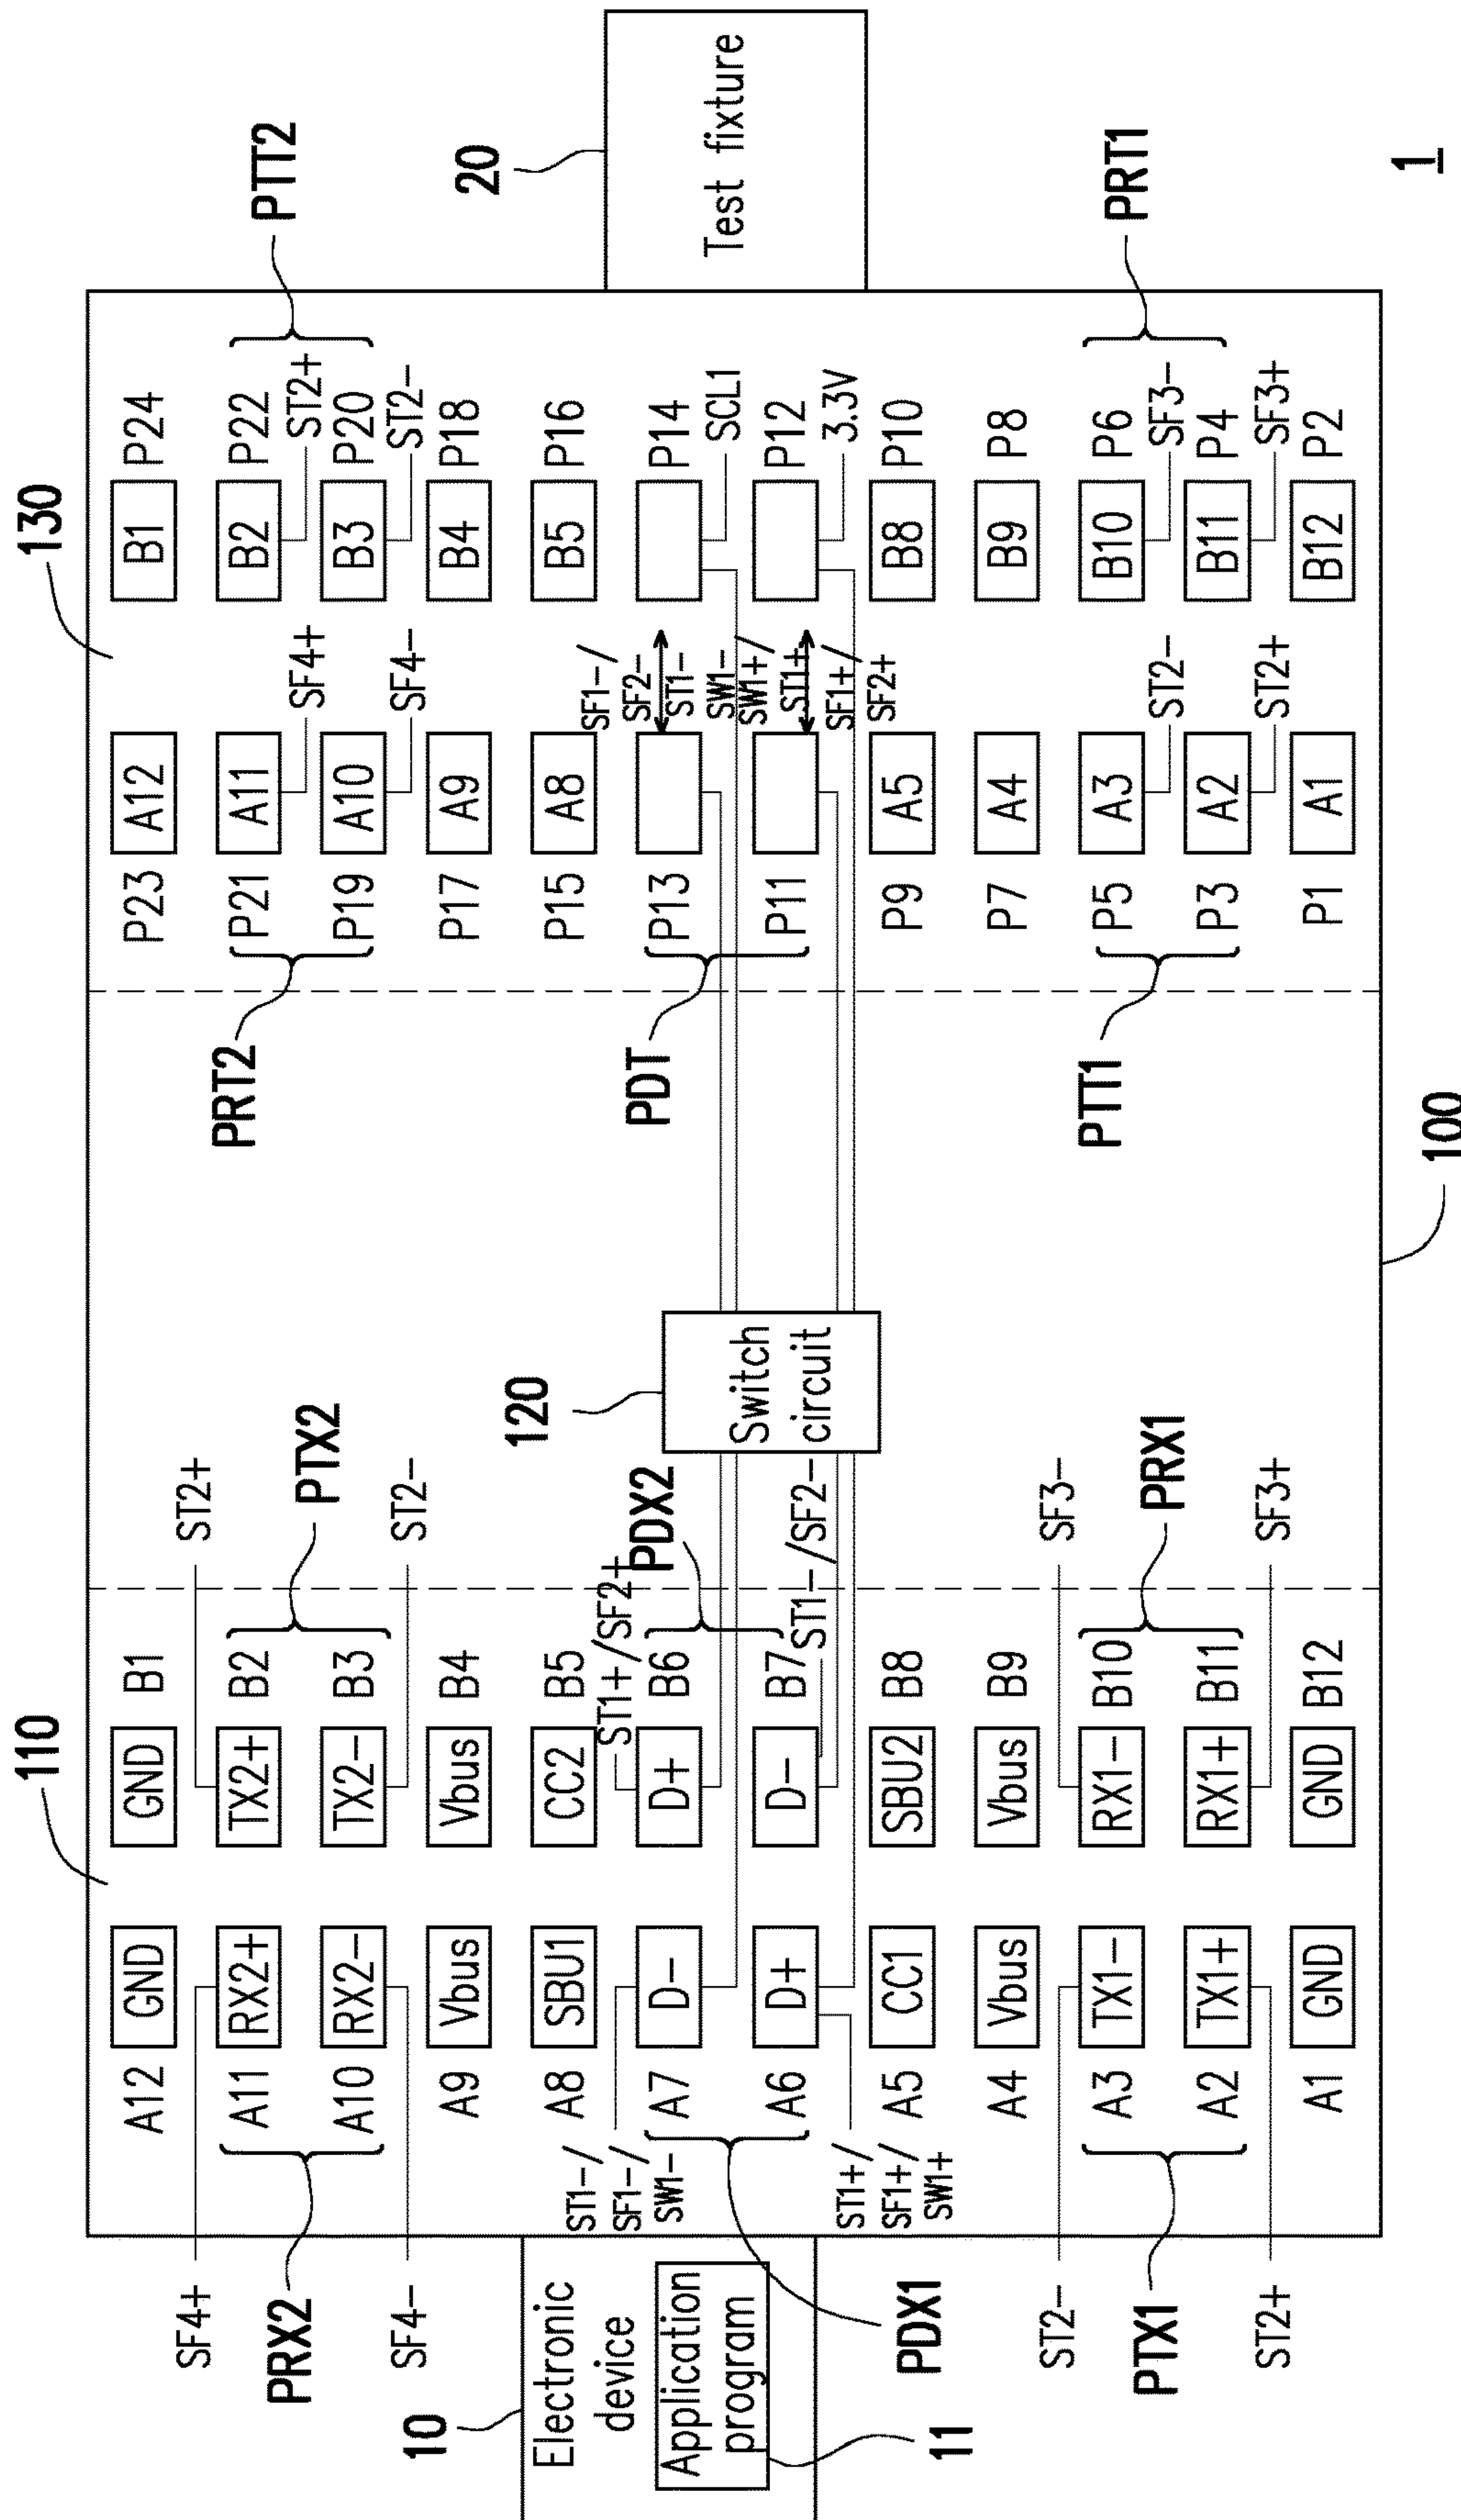 110
130
SF4+
PRX2
SF4-
10
Electronic
device
Application
program
11
PDX1
ST2-
PTX1
ST2+
A12
A11
A10
A9
A8
A7
A6
A5
A4
A3
A2
A1
ST1-/
SF1-/
SW1-
ST1+/
SF1+/
SW1+
GND
RX2+
RX2-
Vbus
SBU1
D-
D+
CC1
Vbus
TX1-
TX1+
GND
GND
TX2+
TX2-
Vbus
CC2
D+
D-
SBU2
Vbus
RX1-
RX1+
GND
B1
B2
B3
B4
B5
B6
B7
B8
B9
B10
B11
B12
ST1+/SF2+
ST1-/SF2-
ST2+
PTX2
ST2-
PDX2
SF3-
PRX1
SF3+
120
Switch
circuit
100
PRT2
PDT
PTT1
P23
P21
P19
P17
P15
P13
P11
P9
P7
P5
P3
P1
A12
A11
A10
A9
A8
A5
A4
A3
A2
A1
SF4+
SF4-
SF1-/
SF2-
ST1-
SW1-
SW1+/
ST1+
SF1+/
SF2+
ST2-
ST2+
B1
B2
B3
B4
B5
B8
B9
B10
B11
B12
P24
P22
ST2+
P20
ST2-
P18
P16
P14
SCL1
P12
3.3V
P10
P8
P6
SF3-
P4
SF3+
P2
PTT2
PRT1
20
Test fixture
1